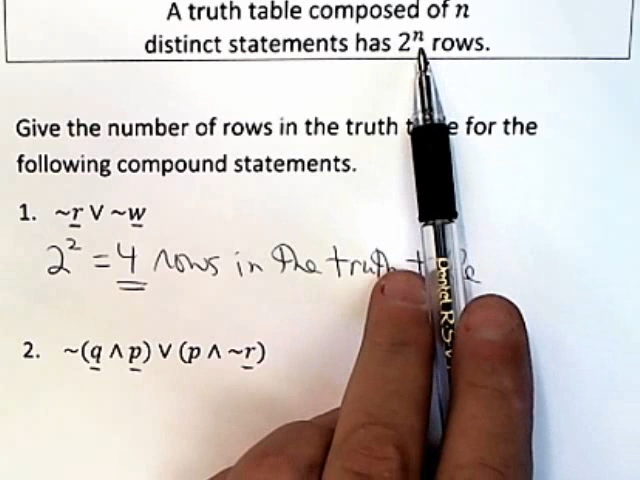 A truth table composed of n
distinct statements has 2ⁿ rows.
Give the number of rows in the truth t e for the
following compound statements.
1. ~r ∨ ~w
2² = 4 rows in the truth t e
2. ~(q ∧ p) ∨ (p ∧ ~r)